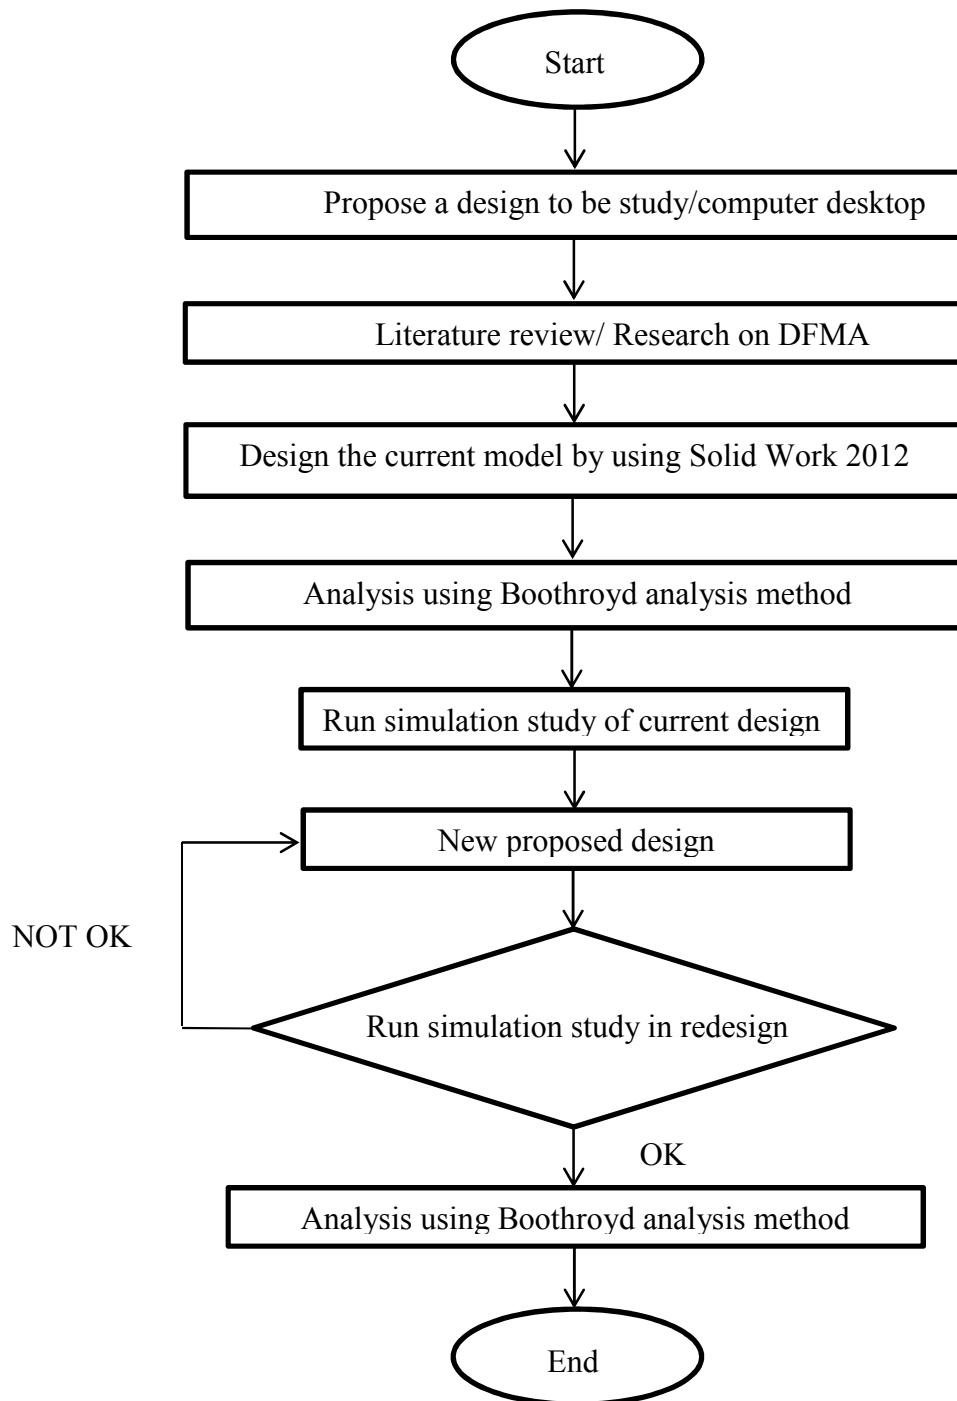 Start
Propose a design to be study/computer desktop
Literature review/ Research on DFMA
Design the current model by using Solid Work 2012
Analysis using Boothroyd analysis method
Run simulation study of current design
New proposed design
NOT OK
Run simulation study in redesign
OK
Analysis using Boothroyd analysis method
End